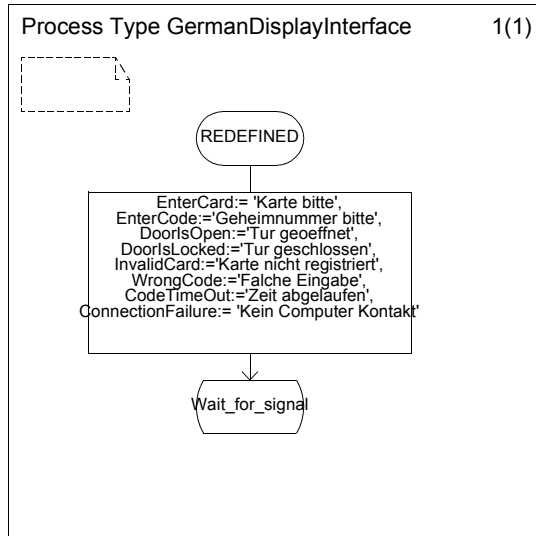 Process Type GermanDisplayInterface 1(1)
REDEFINED
EnterCard:= 'Karte bitte',
EnterCode:='Geheimnummer bitte',
DoorIsOpen:='Tur geoeffnet',
DoorIsLocked:='Tur geschlossen',
InvalidCard:='Karte nicht registriert',
WrongCode:='Falche Eingabe',
CodeTimeOut:='Zeit abgelaufen',
ConnectionFailure:= 'Kein Computer Kontakt'
Wait_for_signal